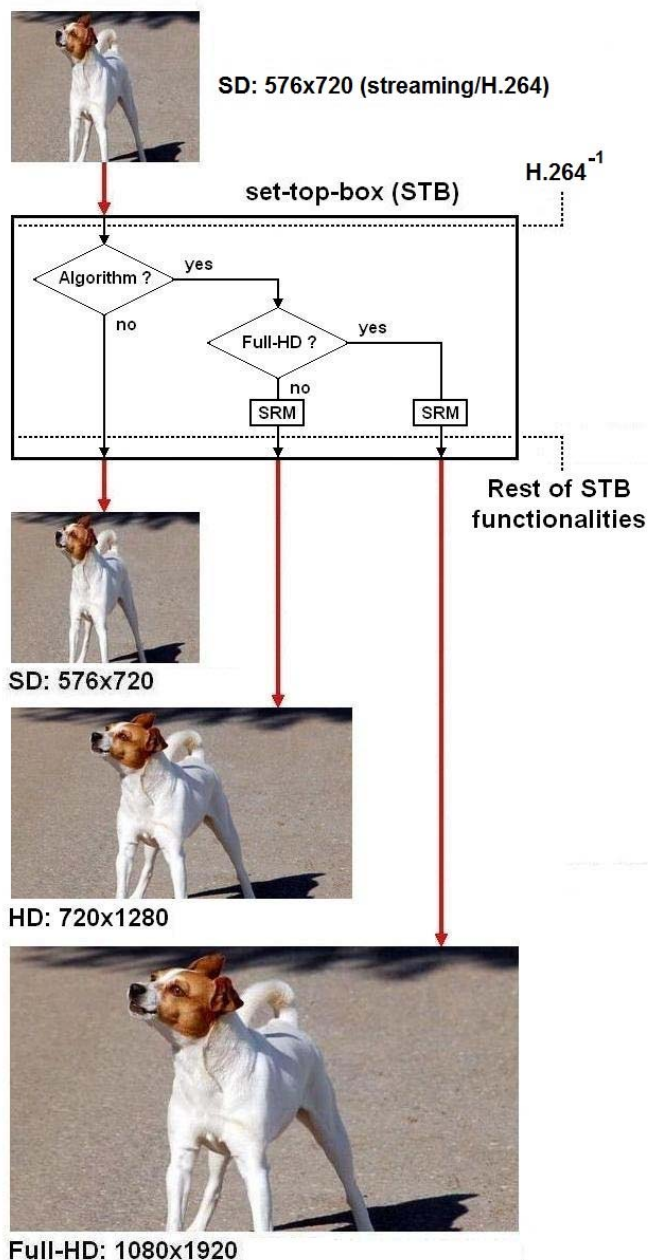 SD: 576x720 (streaming/H.264)
H.264⁻¹
set-top-box (STB)
Algorithm ?
yes
no
Full-HD ?
yes
no
SRM
SRM
Rest of STB
functionalities
SD: 576x720
HD: 720x1280
Full-HD: 1080x1920